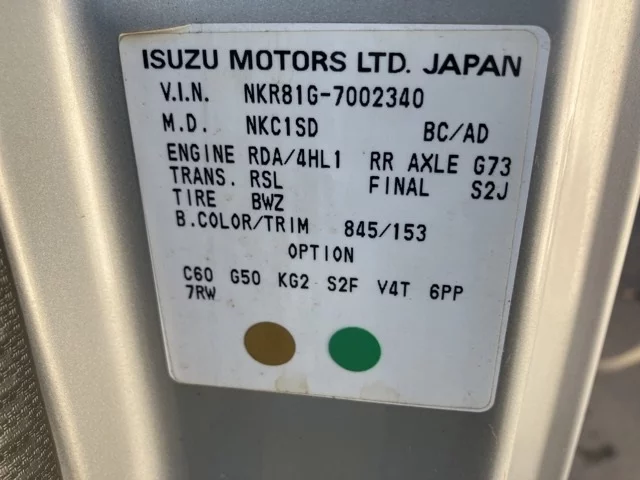 ISUZU MOTORS LTD. JAPAN
V.I.N. NKR81G-7002340
M.D. NKC1SD BC/AD
ENGINE RDA/4HL1 RR AXLE G73
TRANS. RSL FINAL S2J
TIRE BWZ
B.COLOR/TRIM 845/153
OPTION
C60 G50 KG2 S2F V4T 6PP
7RW